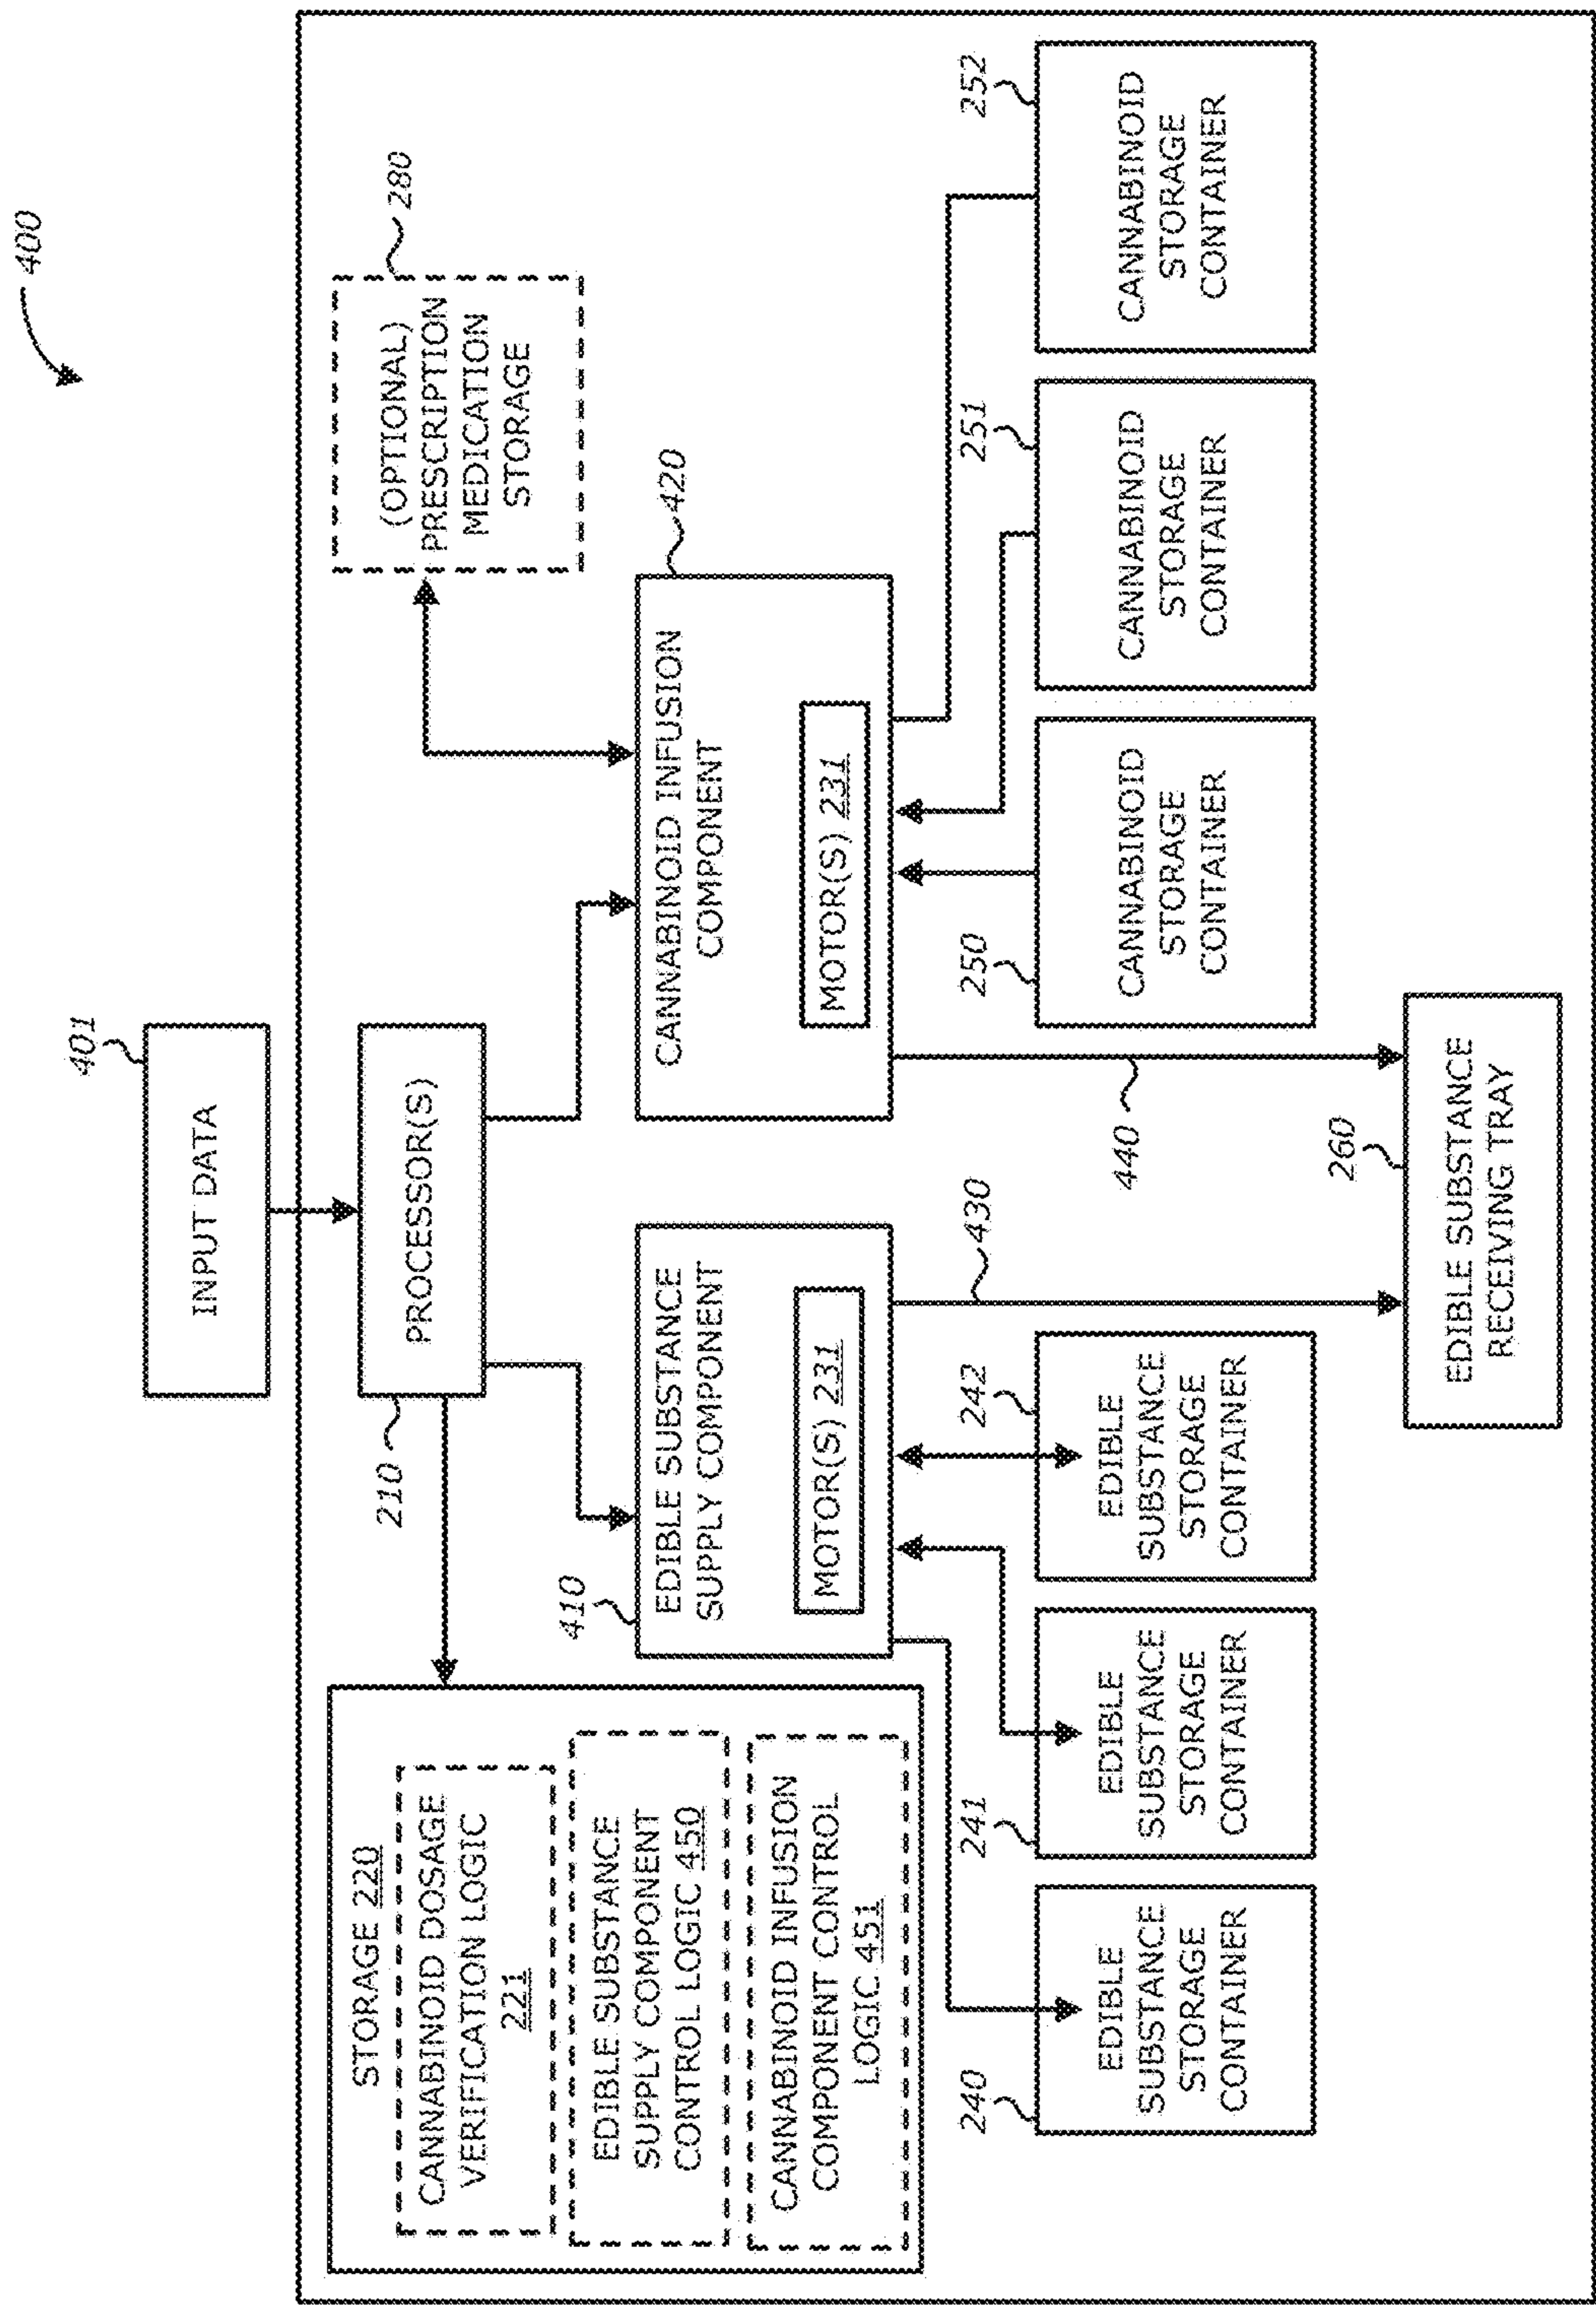 400
401
INPUT DATA
210
PROCESSOR(S)
STORAGE 220
CANNABINOID DOSAGE
VERIFICATION LOGIC
221
EDIBLE SUBSTANCE
SUPPLY COMPONENT
CONTROL LOGIC 450
CANNABINOID INFUSION
COMPONENT CONTROL
LOGIC 451
(OPTIONAL)
PRESCRIPTION
MEDICATION
STORAGE
280
410
EDIBLE SUBSTANCE
SUPPLY COMPONENT
MOTOR(S) 231
420
CANNABINOID INFUSION
COMPONENT
MOTOR(S) 231
240
EDIBLE
SUBSTANCE
STORAGE
CONTAINER
241
EDIBLE
SUBSTANCE
STORAGE
CONTAINER
242
EDIBLE
SUBSTANCE
STORAGE
CONTAINER
430
440
250
CANNABINOID
STORAGE
CONTAINER
251
CANNABINOID
STORAGE
CONTAINER
252
CANNABINOID
STORAGE
CONTAINER
260
EDIBLE SUBSTANCE
RECEIVING TRAY